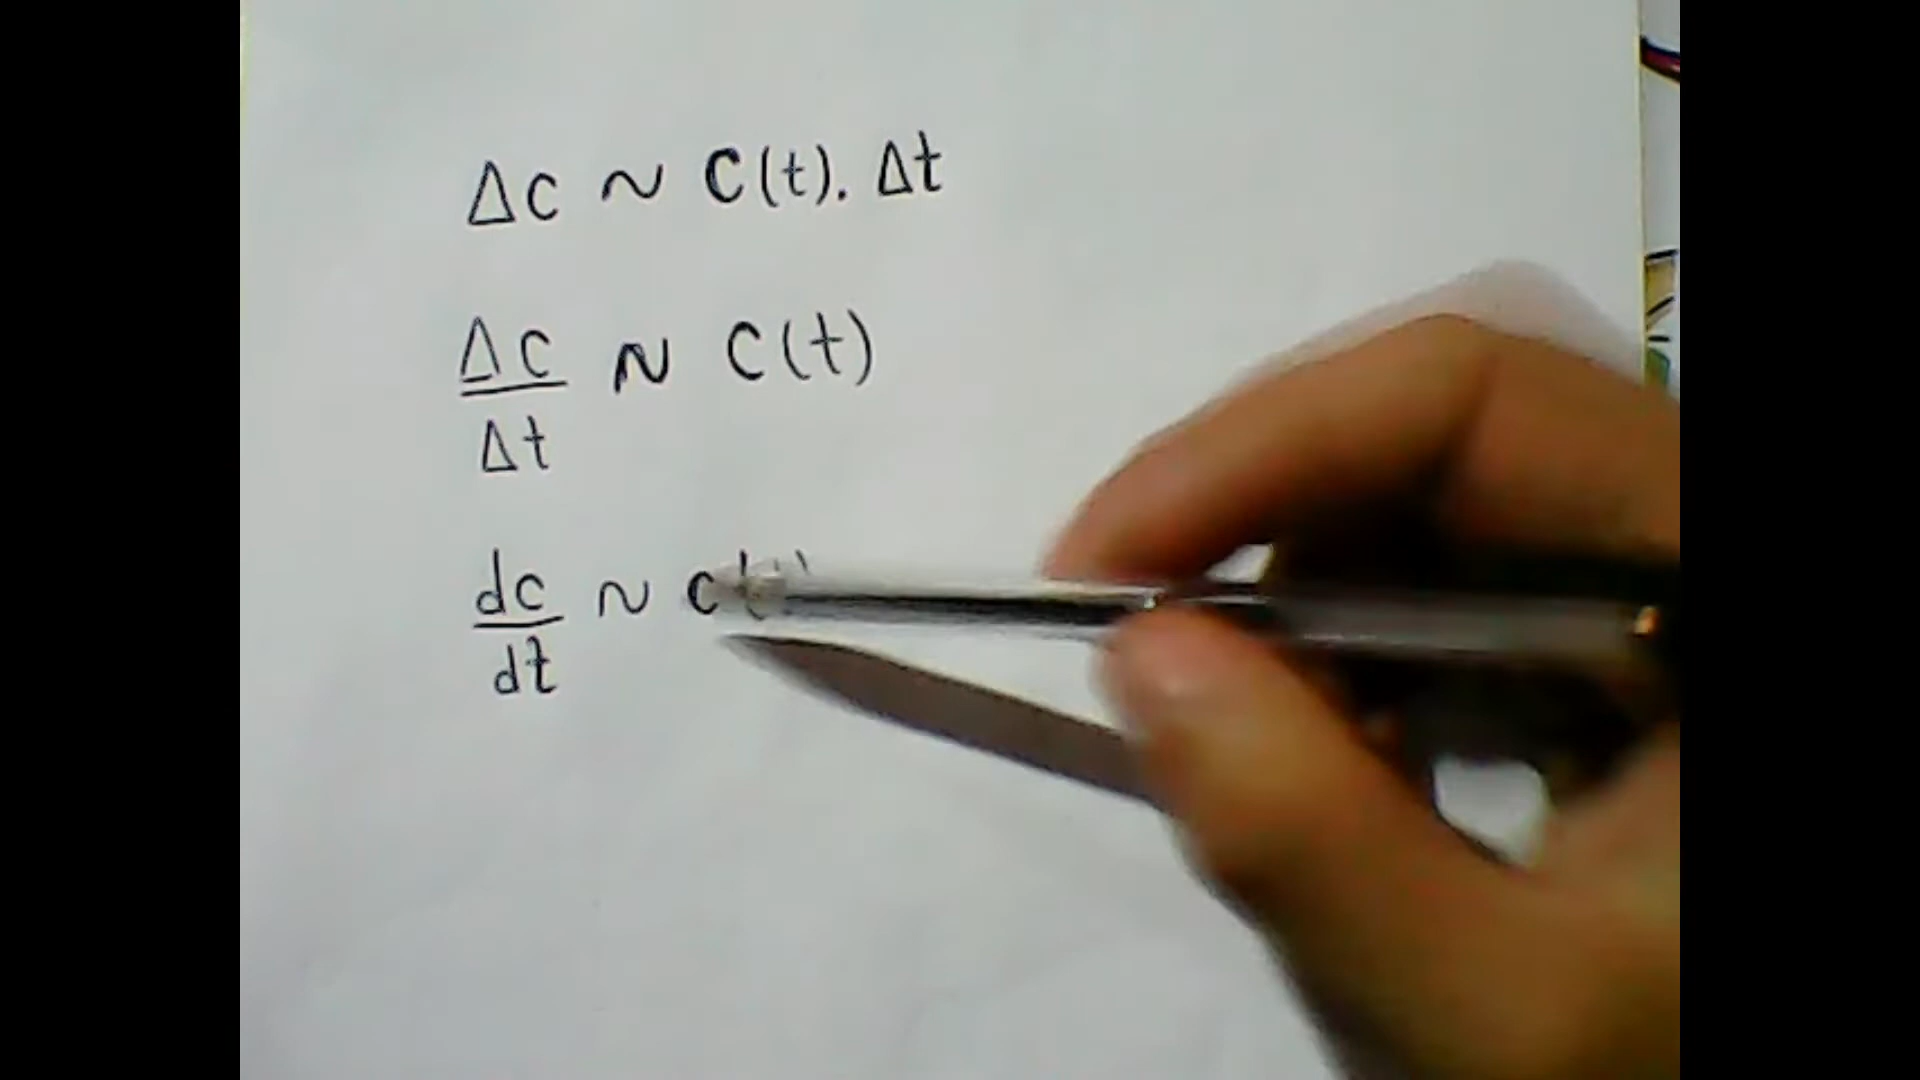 Δc ~ C(t). Δt
Δc/Δt ~ C(t)
dc/dt ~ c(t)